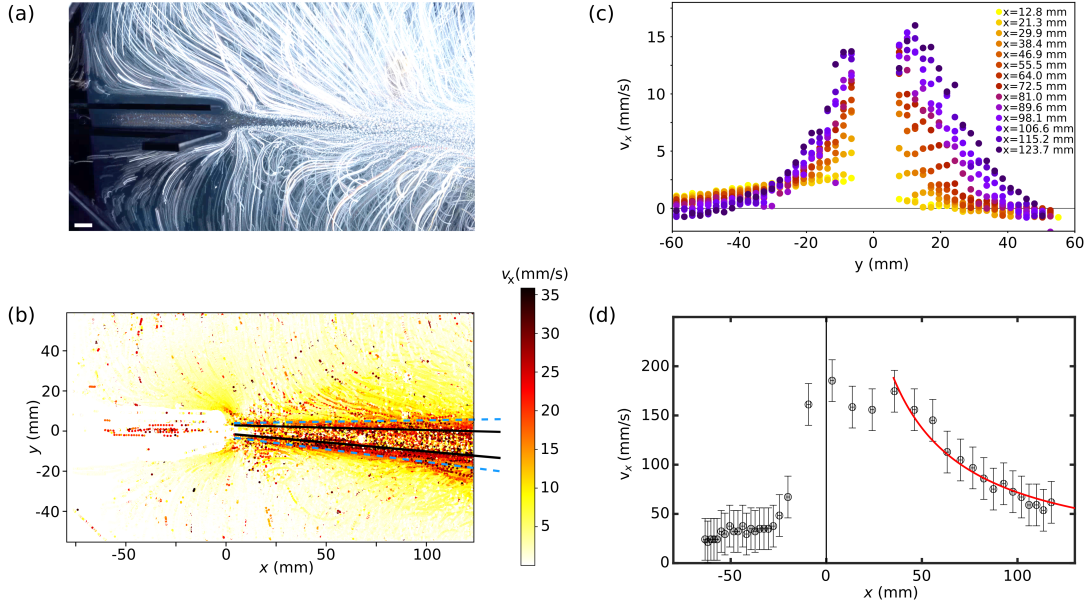 (a)
(c)
15
10
5
0
-60
-40
-20
0
20
40
60
y (mm)
vx (mm/s)
x=12.8 mm
x=21.3 mm
x=29.9 mm
x=38.4 mm
x=46.9 mm
x=55.5 mm
x=64.0 mm
x=72.5 mm
x=81.0 mm
x=89.6 mm
x=98.1 mm
x=106.6 mm
x=115.2 mm
x=123.7 mm
(b)
vx(mm/s)
35
30
25
20
15
10
5
40
20
0
-20
-40
y (mm)
-50
0
50
100
x (mm)
(d)
200
150
100
50
0
vx (mm/s)
-50
0
50
100
x (mm)